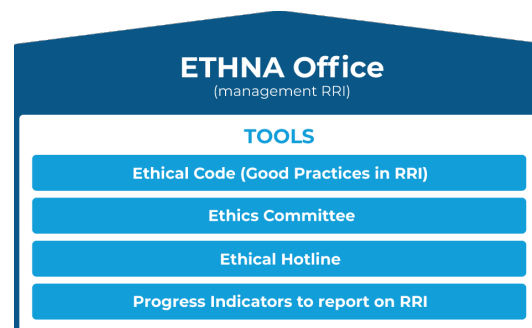 ETHNA Office
(management RRI)
TOOLS
Ethical Code (Good Practices in RRI)
Ethics Committee
Ethical Hotline
Progress Indicators to report on RRI